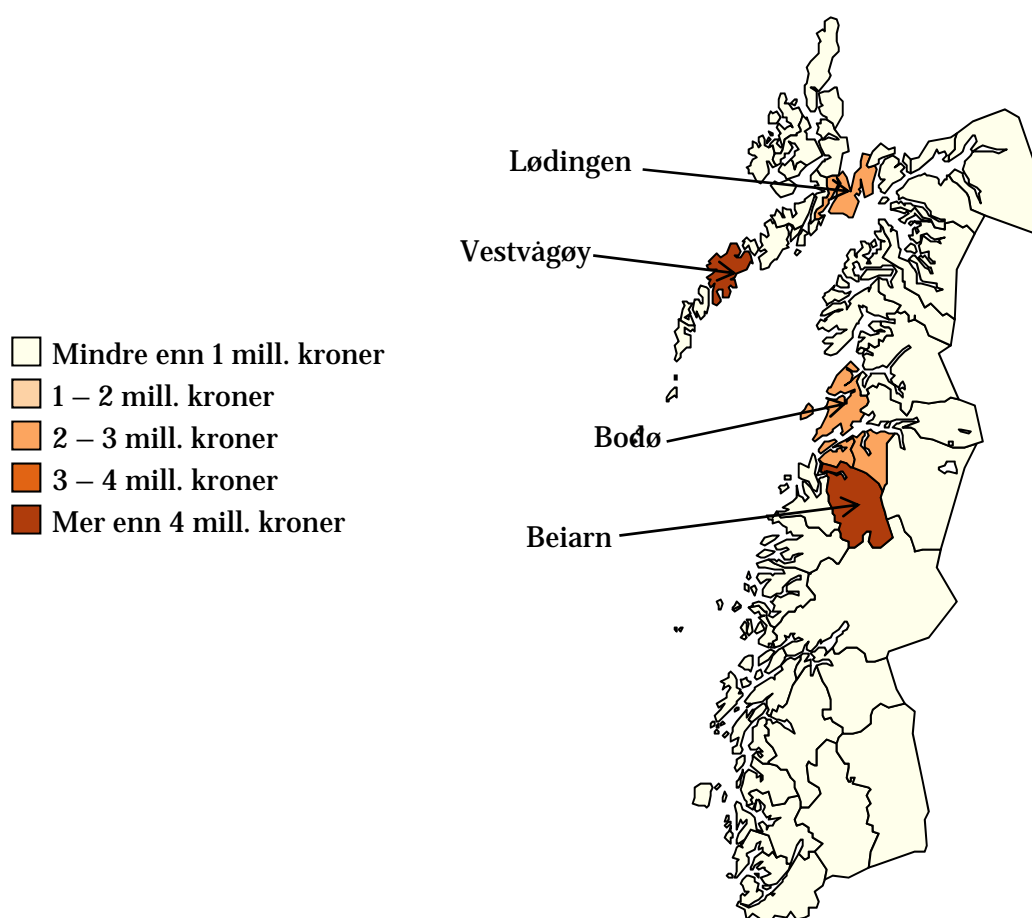 Lødingen
Vestvågøy
Mindre enn 1 mill. kroner
1 – 2 mill. kroner
2 – 3 mill. kroner
3 – 4 mill. kroner
Mer enn 4 mill. kroner
Bodø
Beiarn